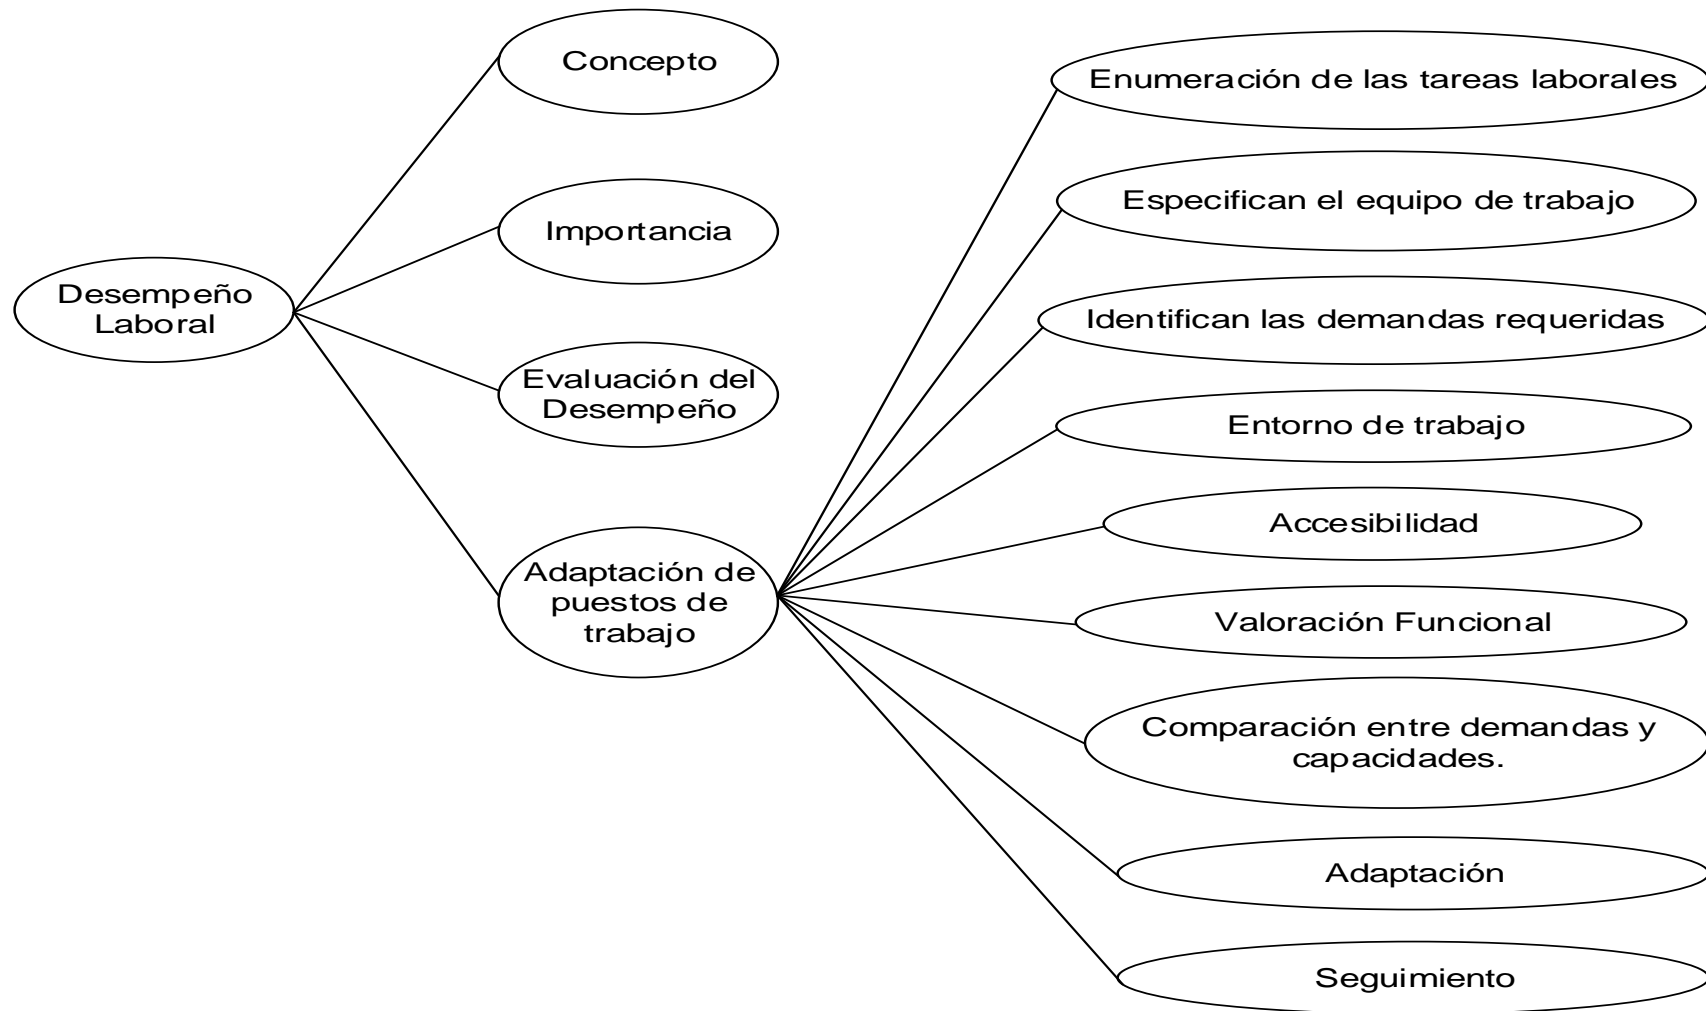 Desempeño
Laboral
Concepto
Importancia
Evaluación del
Desempeño
Adaptación de
puestos de
trabajo
Enumeración de las tareas laborales
Especifican el equipo de trabajo
Identifican las demandas requeridas
Entorno de trabajo
Accesibilidad
Valoración Funcional
Comparación entre demandas y
capacidades.
Adaptación
Seguimiento